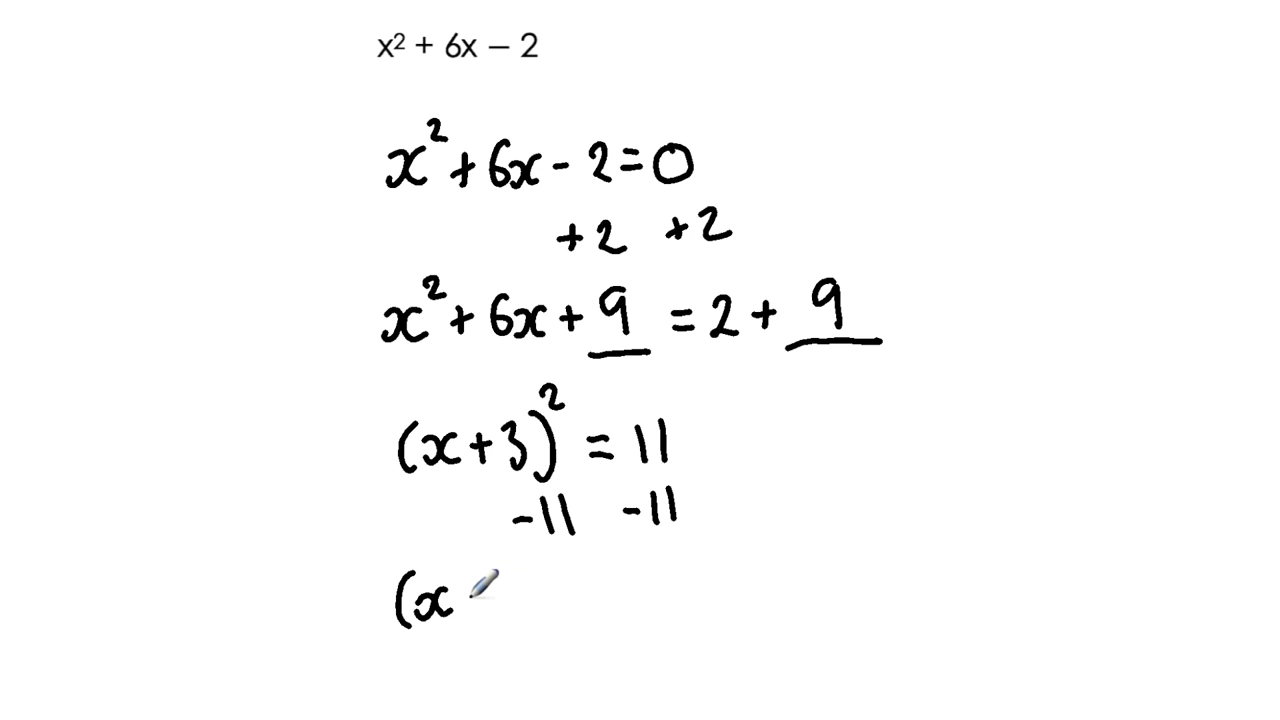 x² + 6x – 2
x² + 6x - 2 = 0
+2 +2
x² + 6x + 9 = 2 + 9
(x + 3)² = 11
-11 -11
(x